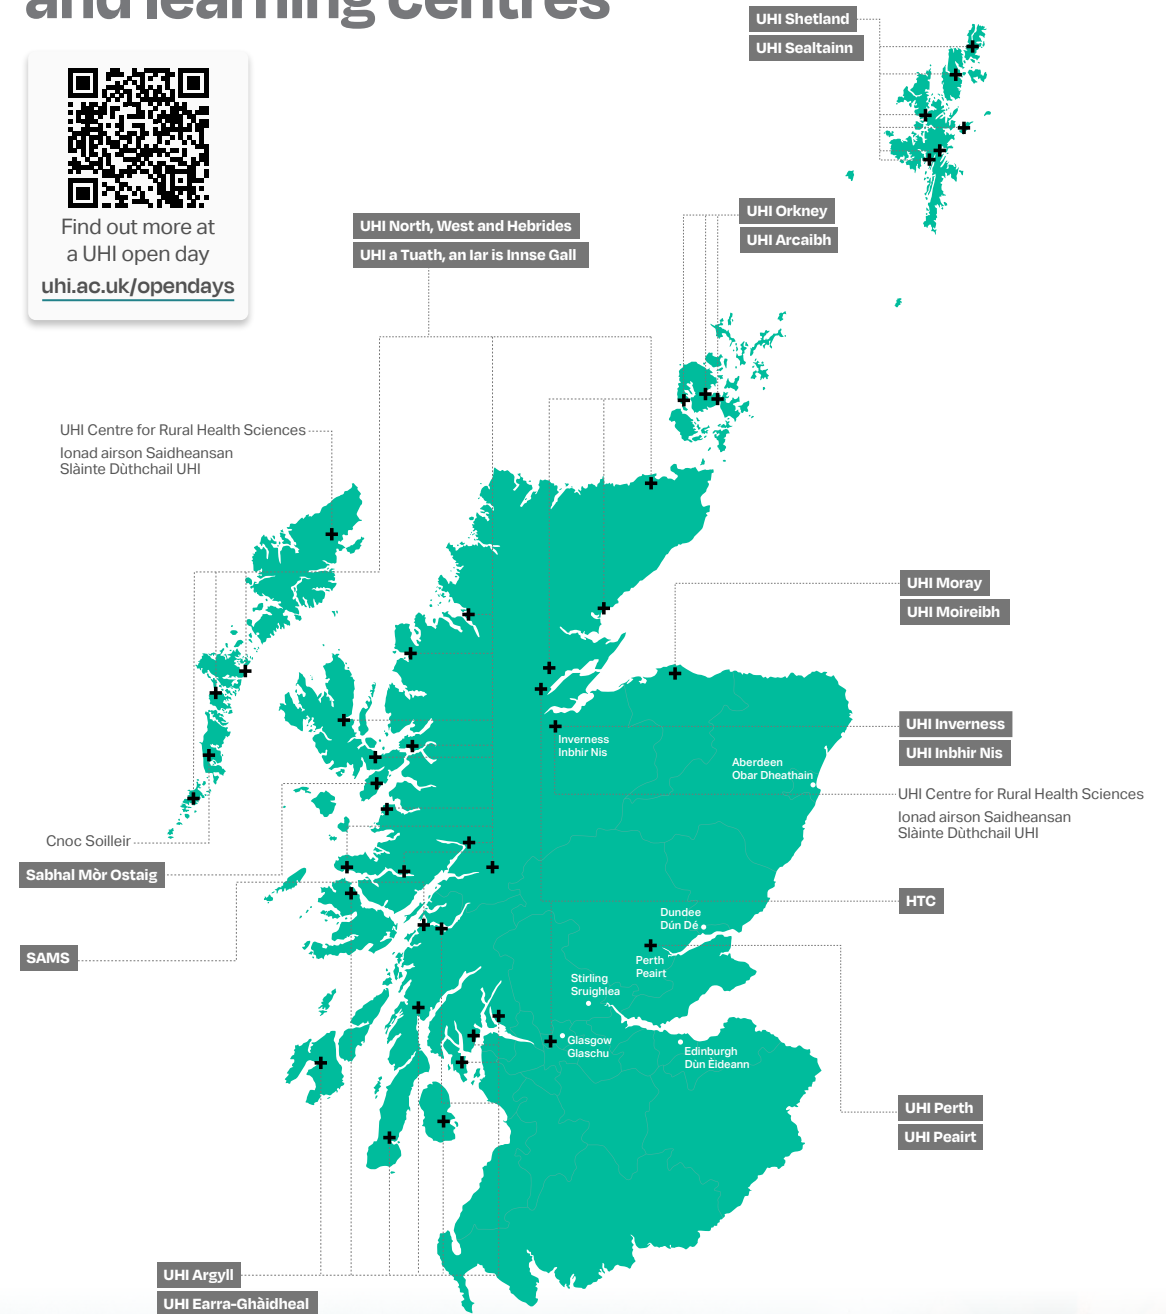 and learning centres
Find out more at
a UHI open day
uhi.ac.uk/opendays
UHI Shetland
UHI Sealtainn
UHI North, West and Hebrides
UHI a Tuath, an Iar is Innse Gall
UHI Orkney
UHI Arcaibh
UHI Centre for Rural Health Sciences
Ionad airson Saidheansan
Slàinte Dùthchail UHI
UHI Moray
UHI Moireibh
UHI Inverness
UHI Inbhir Nis
Inverness
Inbhir Nis
Aberdeen
Obar Dheathain
UHI Centre for Rural Health Sciences
Ionad airson Saidheansan
Slàinte Dùthchail UHI
Cnoc Soilleir
Sabhal Mòr Ostaig
HTC
Dundee
Dún Dé
SAMS
Perth
Peairt
Stirling
Sruighlea
Glasgow
Glaschu
Edinburgh
Dùn Èideann
UHI Perth
UHI Peairt
UHI Argyll
UHI Earra-Ghàidheal